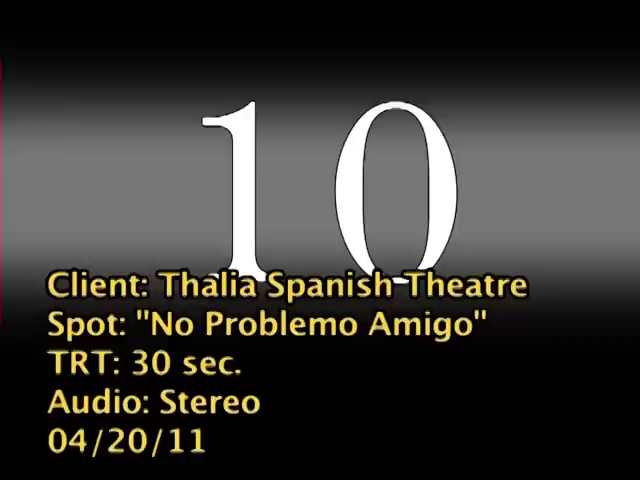 10
Client: Thalia Spanish Theatre
Spot: "No Problemo Amigo"
TRT: 30 sec.
Audio: Stereo
04/20/11